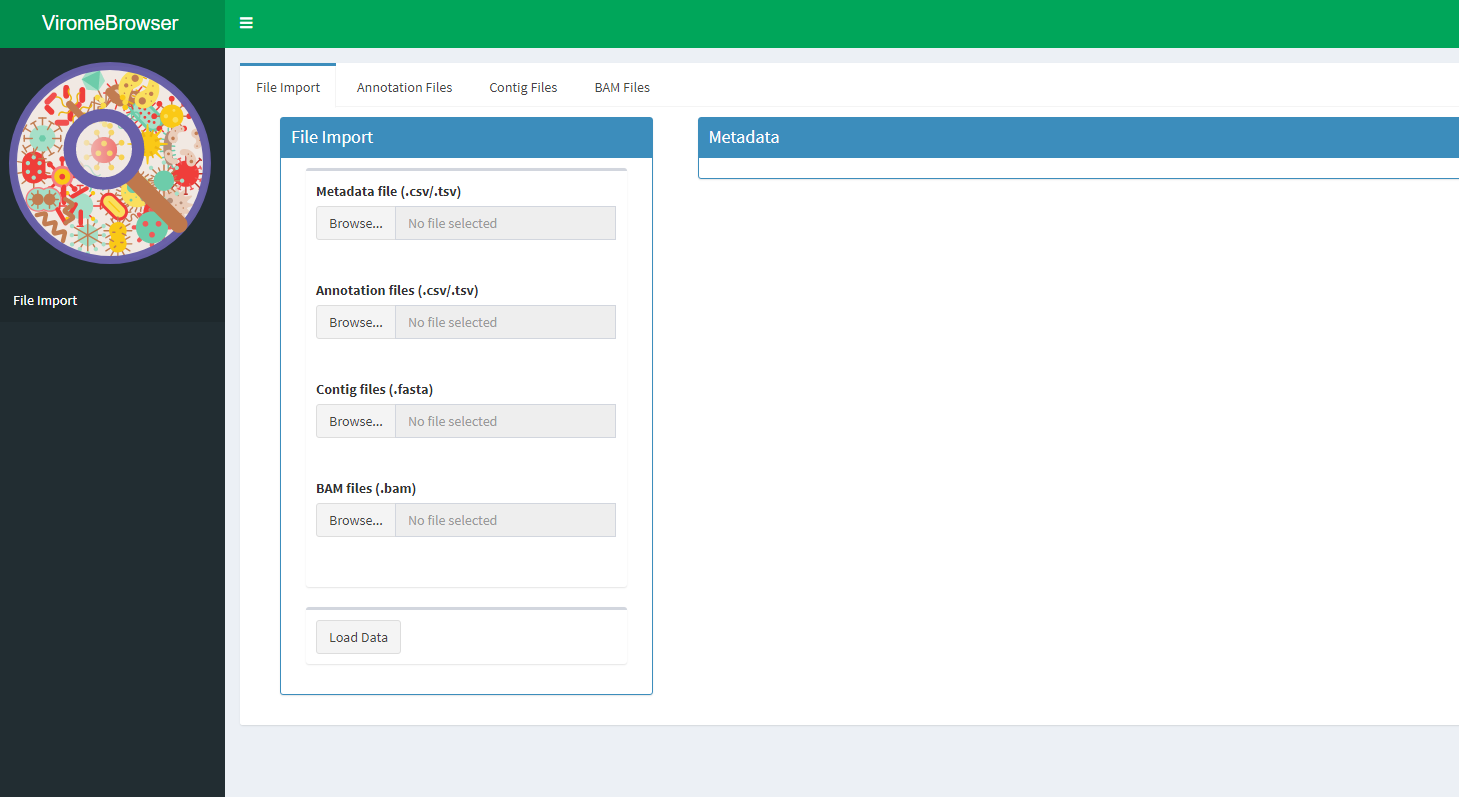 ViromeBrowser
File Import
Annotation Files
Contig Files
BAM Files
File Import
Metadata file (.csv/.tsv)
Browse...
No file selected
Annotation files (.csv/.tsv)
Browse...
No file selected
Contig files (.fasta)
Browse...
No file selected
BAM files (.bam)
Browse...
No file selected
Load Data
Metadata
File Import